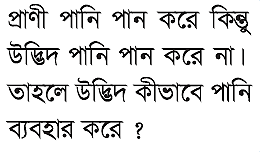 প্রাণী পানি পান করে কিন্তু
উদ্ভিদ পানি পান করে না।
তাহলে উদ্ভিদ কীভাবে পানি
ব্যবহার করে ?